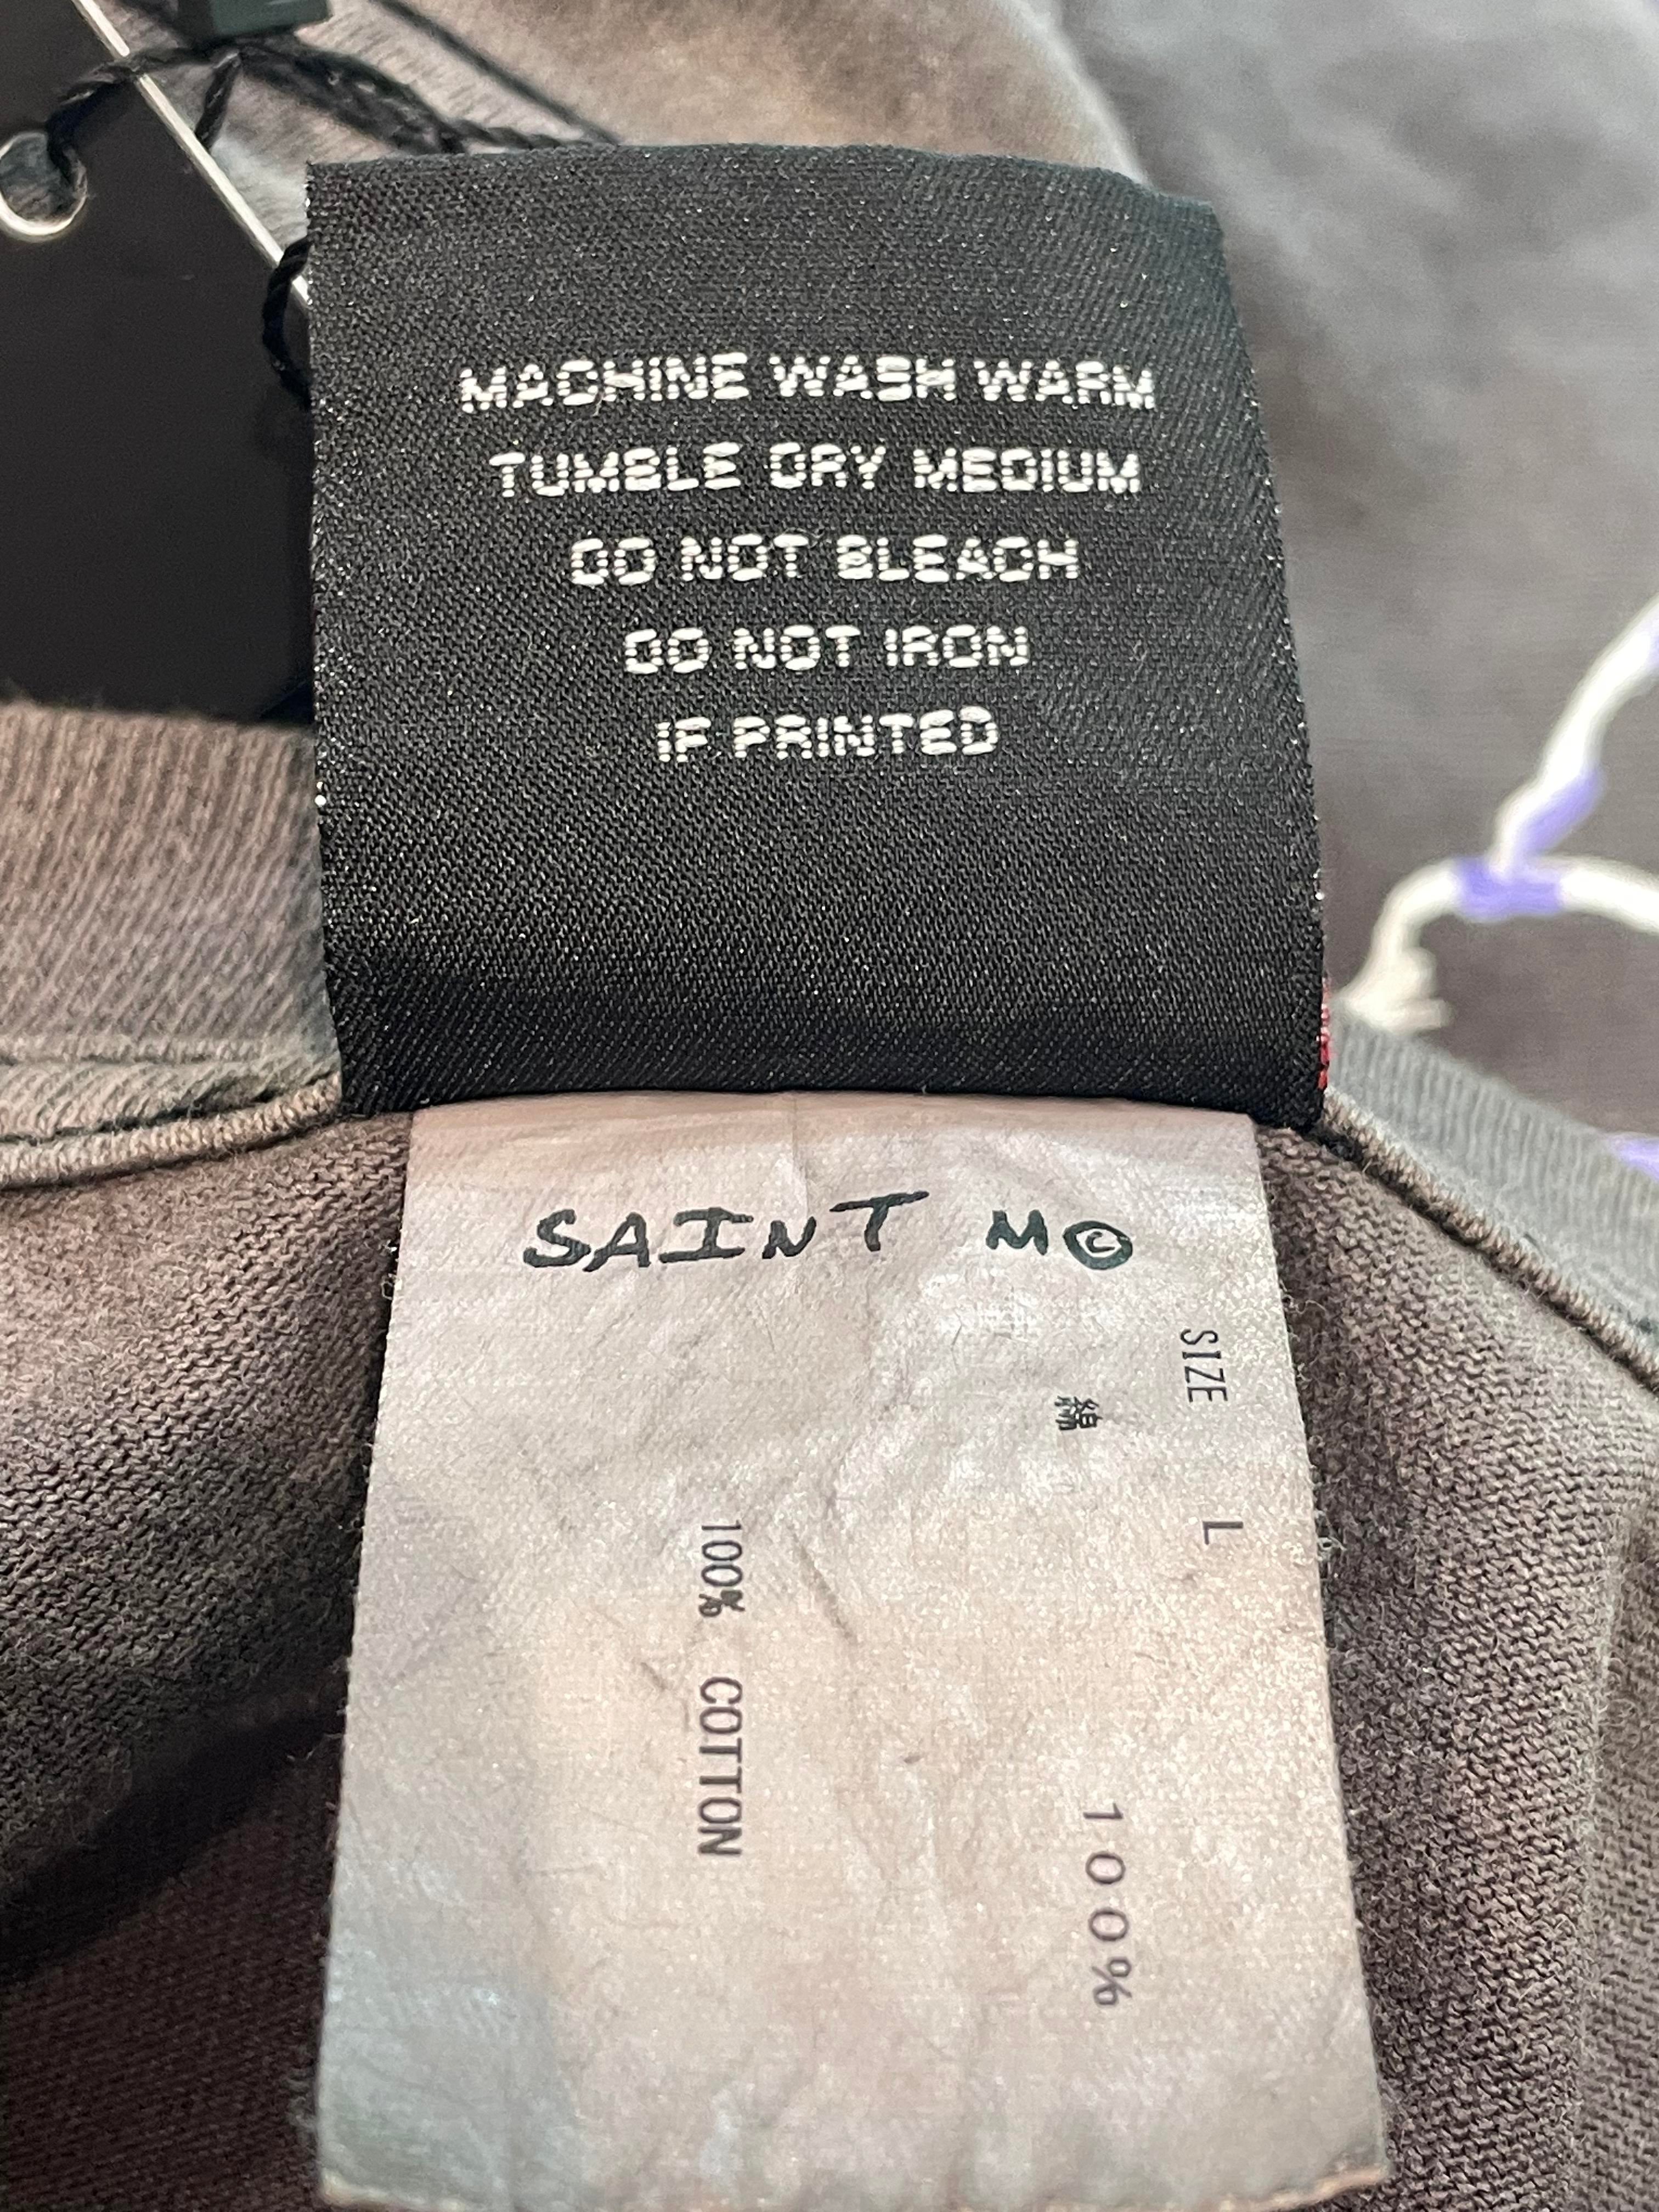 MACHINE WASH WARM
TUMBLE DRY MEDIUM
DO NOT BLEACH
DO NOT IRON
IF PRINTED
SAINT M©
SIZE L
綿 100%
100% COTTON